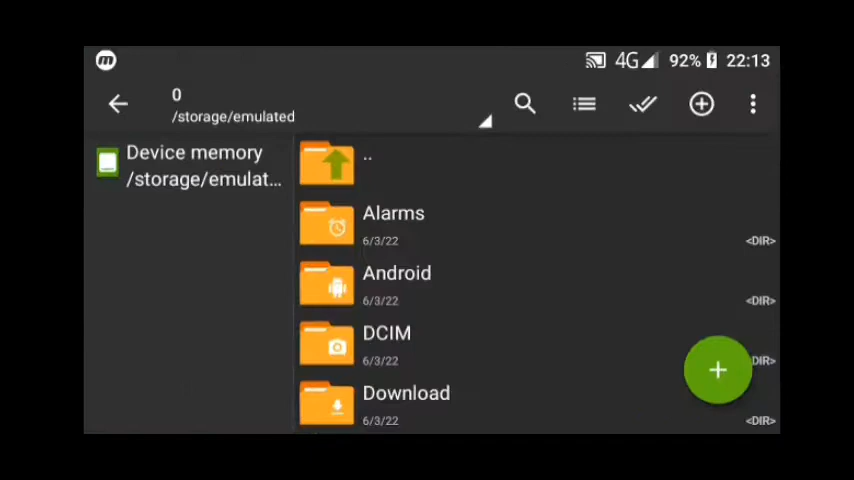 4G 92% 22:13
0
/storage/emulated
Device memory
/storage/emulat...
..
Alarms
6/3/22 <DIR>
Android
6/3/22 <DIR>
DCIM
6/3/22 DIR>
Download
6/3/22 <DIR>